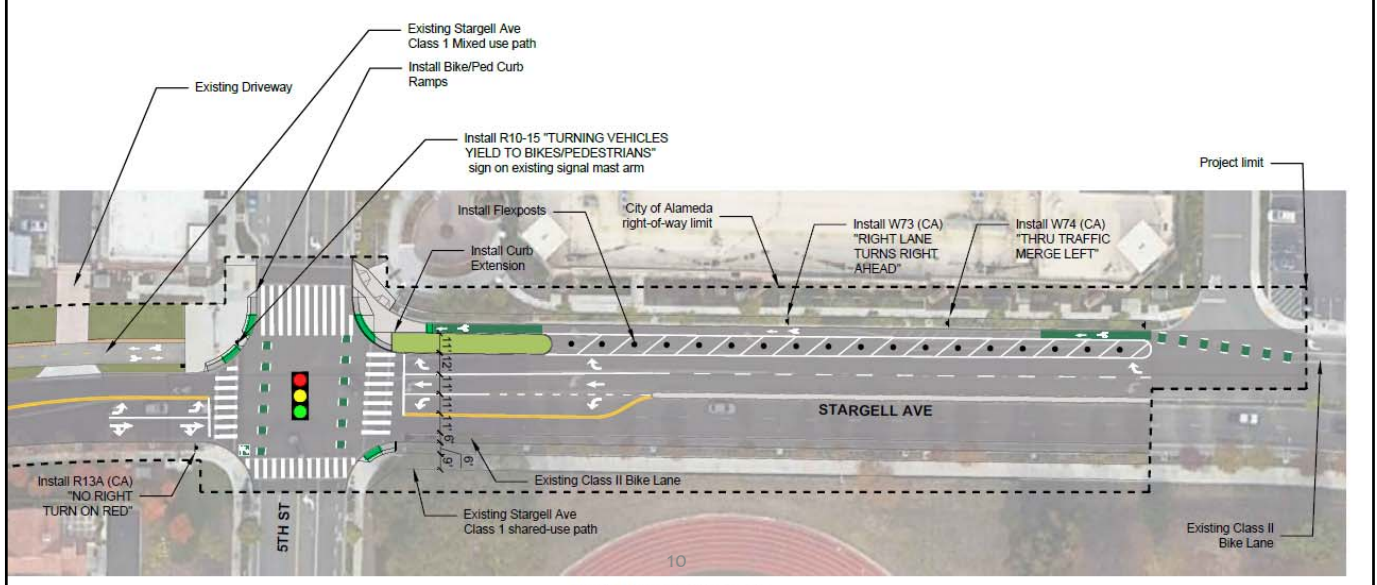 Existing Stargell Ave
Class 1 Mixed use path
Install Bike/Ped Curb
Ramps
Existing Driveway
Install R10-15 "TURNING VEHICLES
YIELD TO BIKES/PEDESTRIANS"
sign on existing signal mast arm
Project limit
Install Flexposts
City of Alameda
right-of-way limit
Install W73 (CA)
"RIGHT LANE
TURNS RIGHT
AHEAD"
Install W74 (CA)
"THRU TRAFFIC
MERGE LEFT"
Install Curb
Extension
11'
12'
11'
11'
11'
6'
6'
9'
STARGELL AVE
Existing Class II Bike Lane
Install R13A (CA)
"NO RIGHT
TURN ON RED"
5TH ST
Existing Stargell Ave
Class 1 shared-use path
Existing Class II
Bike Lane
10